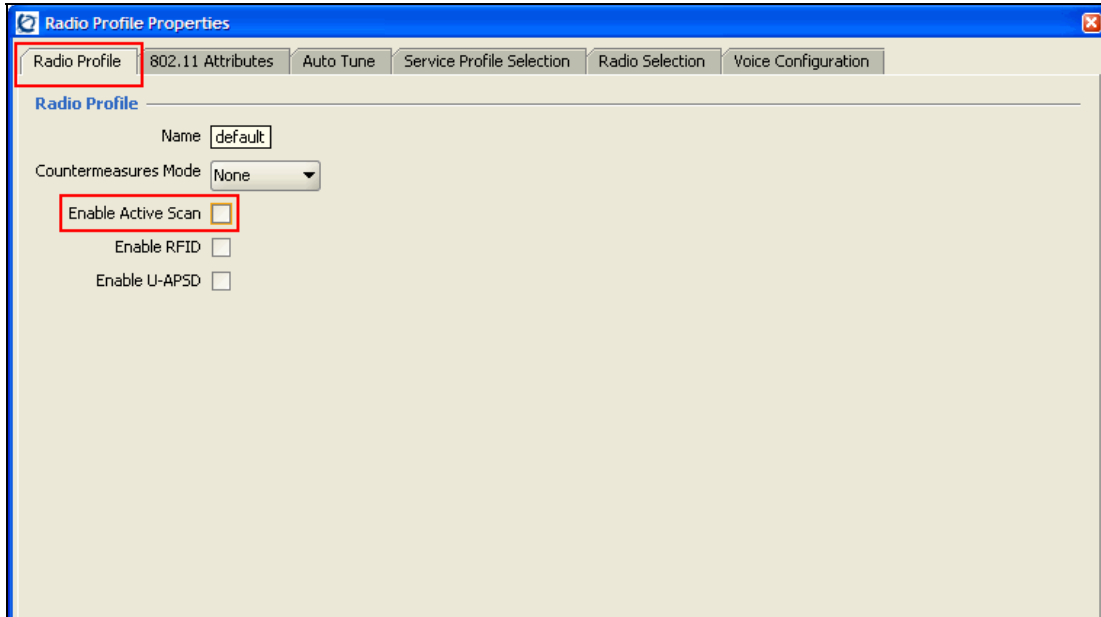 Radio Profile Properties
Radio Profile 802.11 Attributes Auto Tune Service Profile Selection Radio Selection Voice Configuration
Radio Profile
Name default
Countermeasures Mode None
Enable Active Scan
Enable RFID
Enable U-APSD